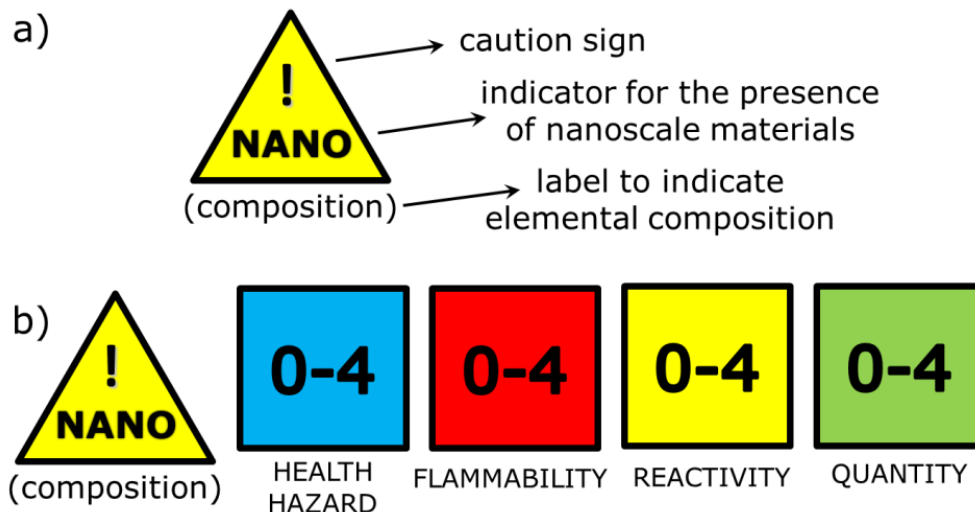 a)
!
NANO
(composition)
caution sign
indicator for the presence
of nanoscale materials
label to indicate
elemental composition
b)
!
NANO
(composition)
0-4
HEALTH
HAZARD
0-4
FLAMMABILITY
0-4
REACTIVITY
0-4
QUANTITY